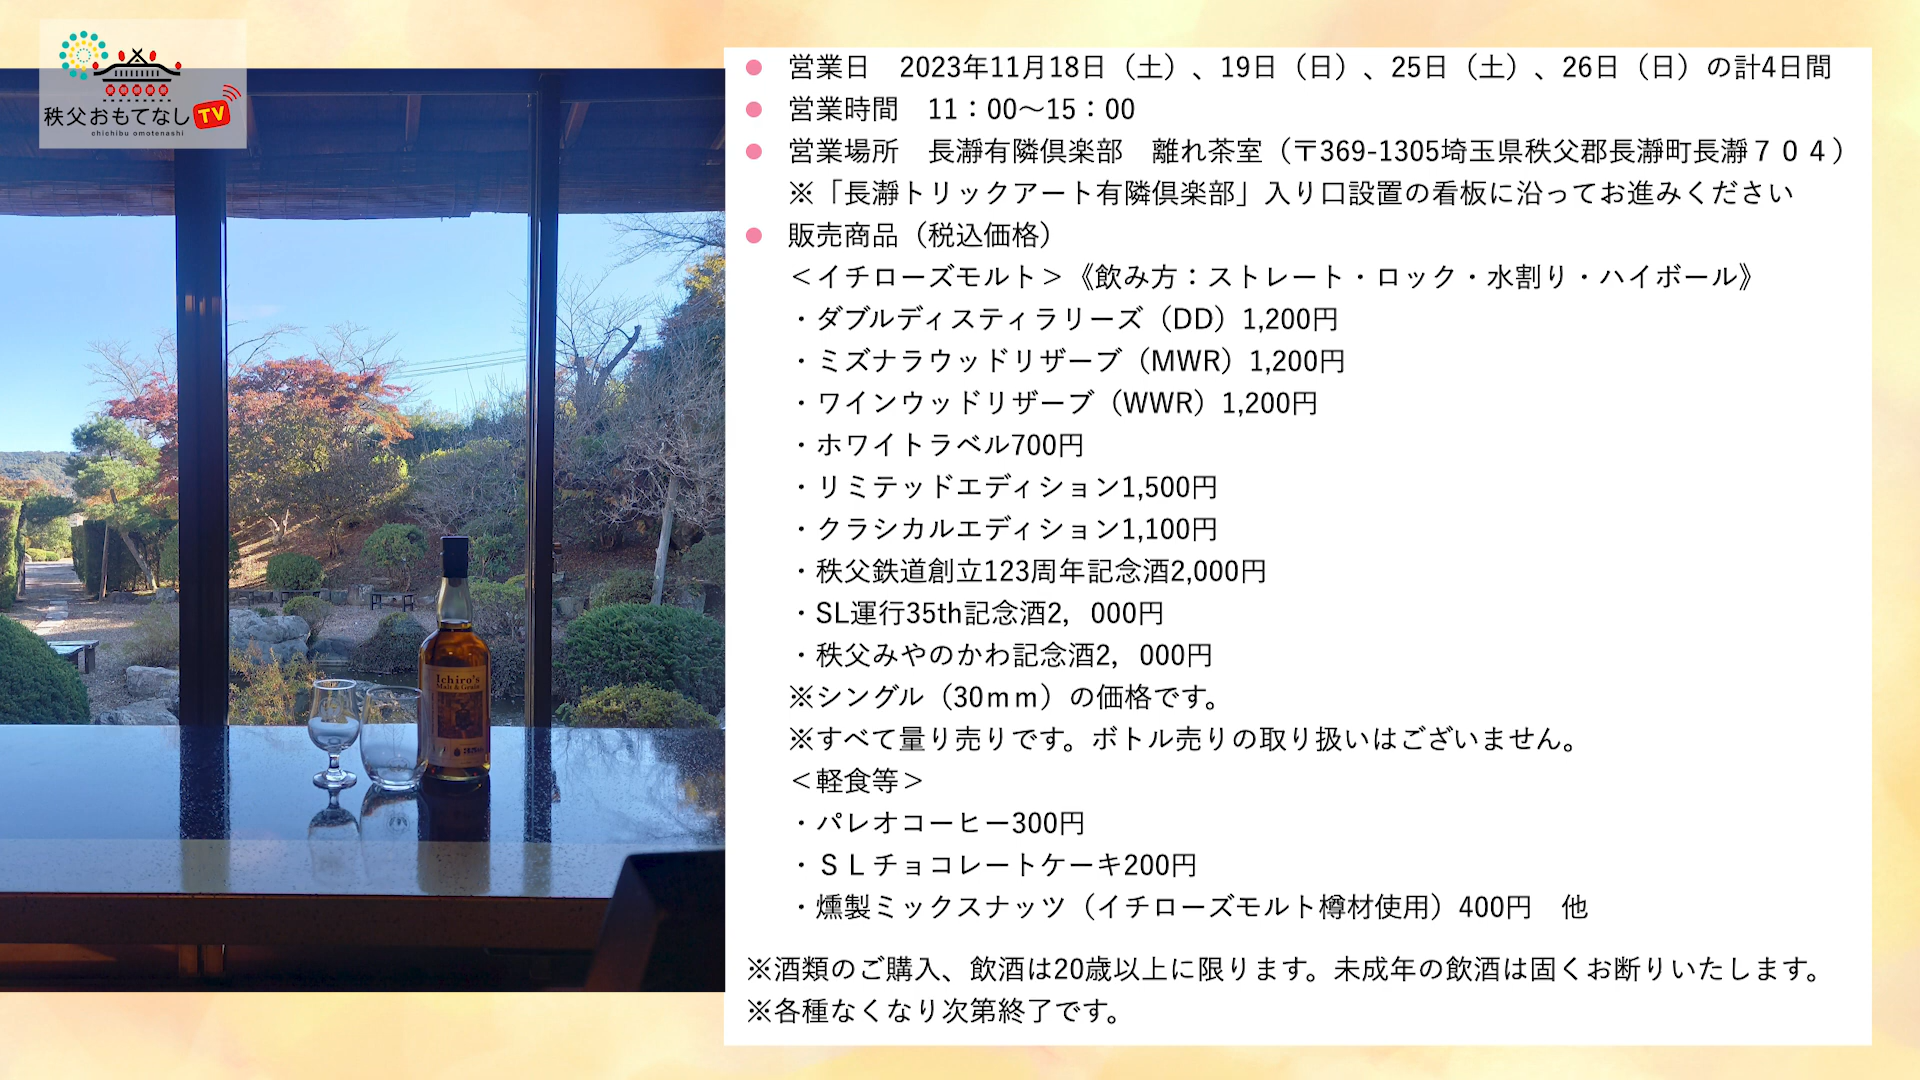 秩父おもてなしTV
chichibu omotenashi
● 営業日　2023年11月18日（土）、19日（日）、25日（土）、26日（日）の計4日間
● 営業時間　11：00～15：00
● 営業場所　長瀞有隣倶楽部　離れ茶室（〒369-1305埼玉県秩父郡長瀞町長瀞７０４）
※「長瀞トリックアート有隣倶楽部」入り口設置の看板に沿ってお進みください
● 販売商品（税込価格）
＜イチローズモルト＞《飲み方：ストレート・ロック・水割り・ハイボール》
・ダブルディスティラリーズ（DD）1,200円
・ミズナラウッドリザーブ（MWR）1,200円
・ワインウッドリザーブ（WWR）1,200円
・ホワイトラベル700円
・リミテッドエディション1,500円
・クラシカルエディション1,100円
・秩父鉄道創立123周年記念酒2,000円
・SL運行35th記念酒2，000円
・秩父みやのかわ記念酒2，000円
※シングル（30ｍｍ）の価格です。
※すべて量り売りです。ボトル売りの取り扱いはございません。
＜軽食等＞
・パレオコーヒー300円
・ＳＬチョコレートケーキ200円
・燻製ミックスナッツ（イチローズモルト樽材使用）400円　他
※酒類のご購入、飲酒は20歳以上に限ります。未成年の飲酒は固くお断りいたします。
※各種なくなり次第終了です。
Ichiro's
Malt & Grain